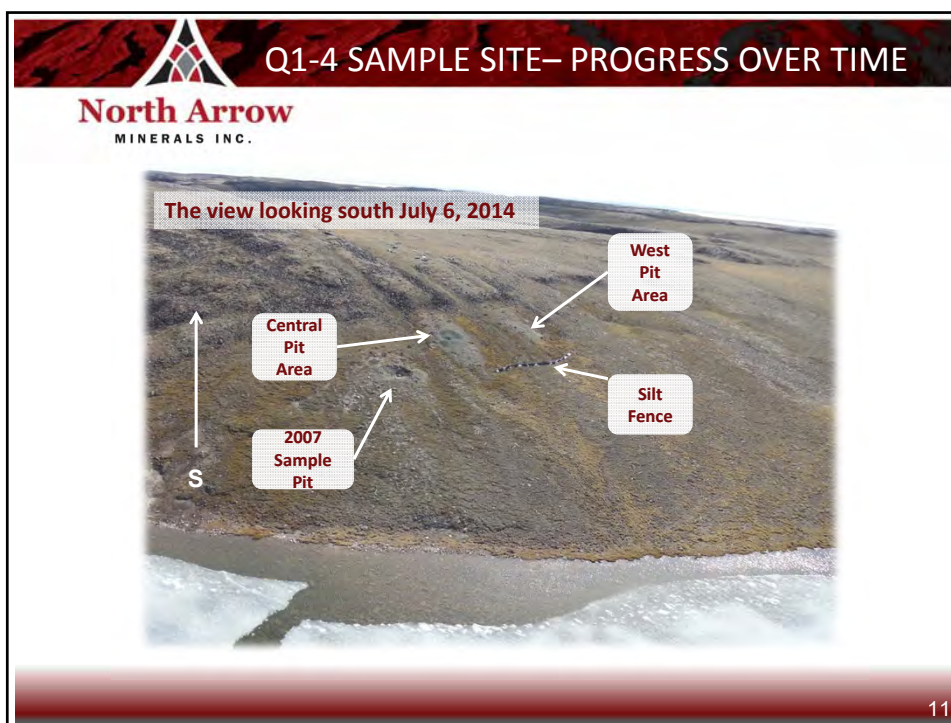 Q1-4 SAMPLE SITE– PROGRESS OVER TIME
North Arrow
MINERALS INC.
The view looking south July 6, 2014
West
Pit
Area
Central
Pit
Area
Silt
Fence
2007
Sample
Pit
S
11